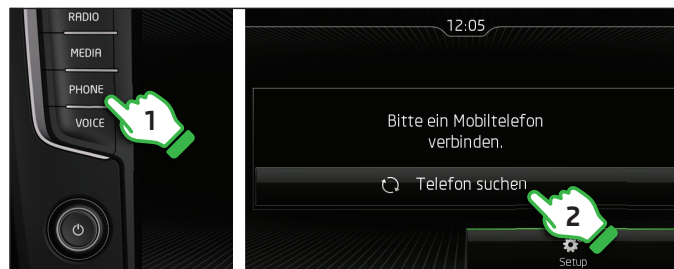 RADIO
MEDIA
PHONE
VOICE
1
12:05
Bitte ein Mobiltelefon
verbinden.
Telefon suchen
2
Setup